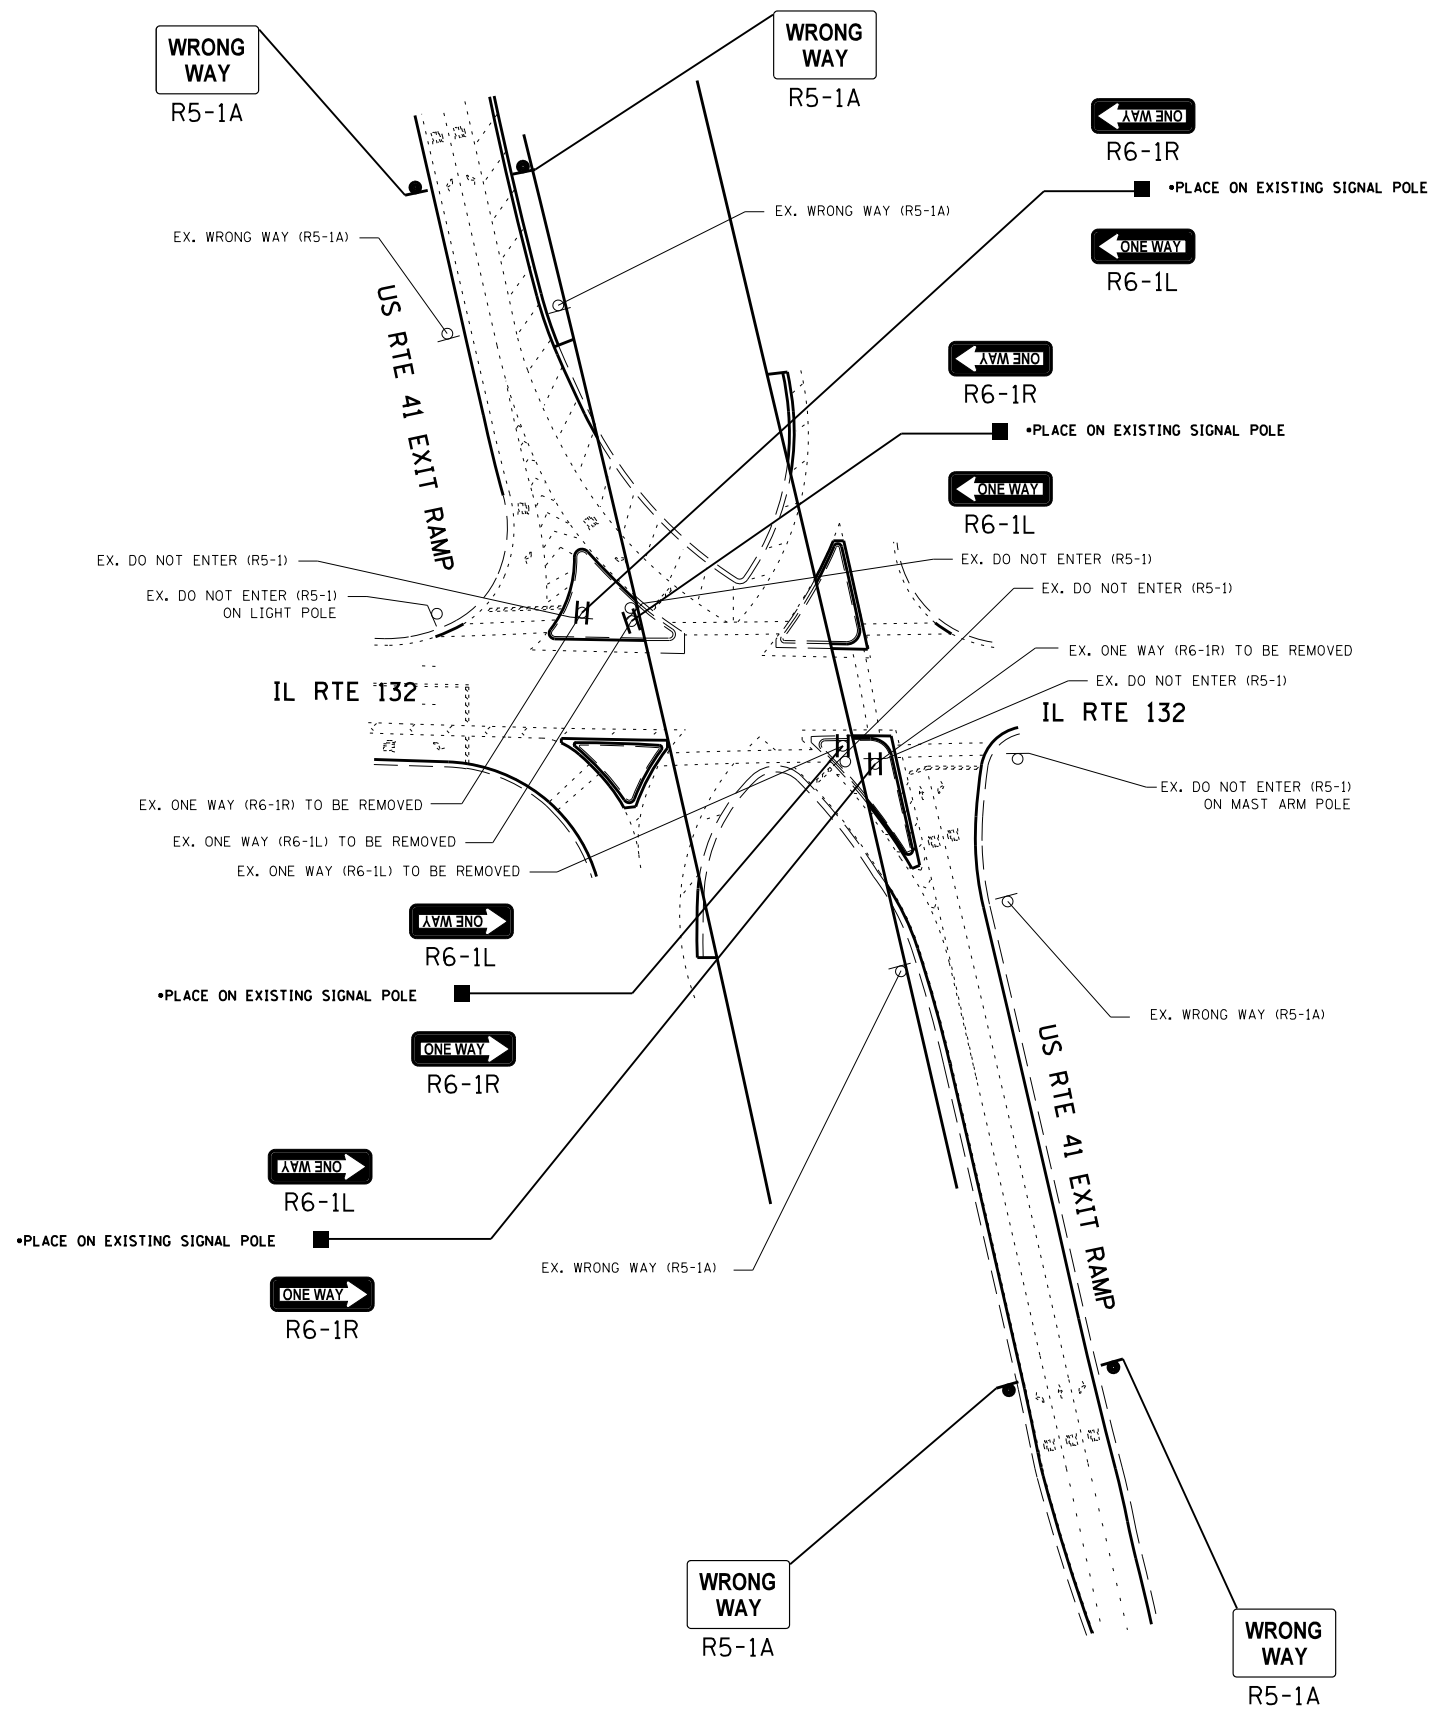 WRONG
WAY
R5-1A
WRONG
WAY
R5-1A
ONE WAY
R6-1R
•PLACE ON EXISTING SIGNAL POLE
ONE WAY
R6-1L
EX. WRONG WAY (R5-1A)
EX. WRONG WAY (R5-1A)
US RTE 41 EXIT RAMP
ONE WAY
R6-1R
•PLACE ON EXISTING SIGNAL POLE
ONE WAY
R6-1L
EX. DO NOT ENTER (R5-1)
EX. DO NOT ENTER (R5-1)
ON LIGHT POLE
EX. DO NOT ENTER (R5-1)
EX. DO NOT ENTER (R5-1)
EX. ONE WAY (R6-1R) TO BE REMOVED
EX. DO NOT ENTER (R5-1)
IL RTE 132
IL RTE 132
EX. DO NOT ENTER (R5-1)
ON MAST ARM POLE
EX. ONE WAY (R6-1R) TO BE REMOVED
EX. ONE WAY (R6-1L) TO BE REMOVED
EX. ONE WAY (R6-1L) TO BE REMOVED
ONE WAY
R6-1L
•PLACE ON EXISTING SIGNAL POLE
ONE WAY
R6-1R
EX. WRONG WAY (R5-1A)
US RTE 41 EXIT RAMP
ONE WAY
R6-1L
•PLACE ON EXISTING SIGNAL POLE
ONE WAY
R6-1R
EX. WRONG WAY (R5-1A)
WRONG
WAY
R5-1A
WRONG
WAY
R5-1A